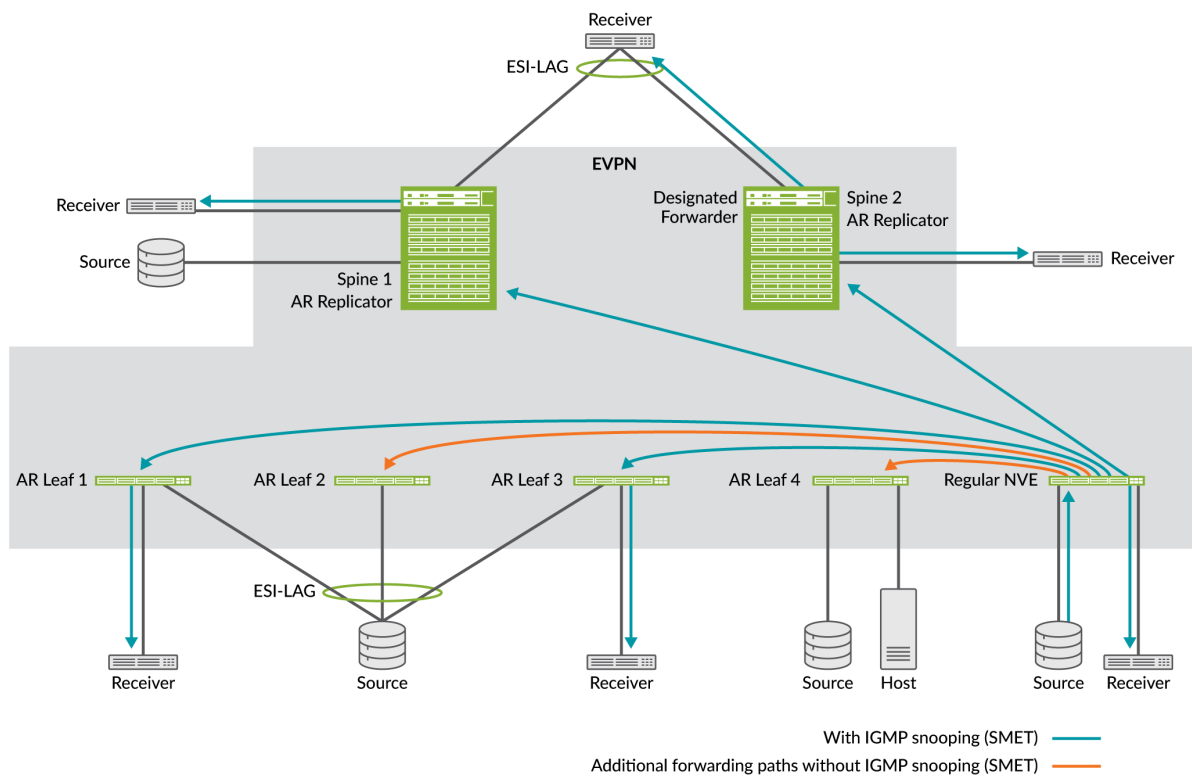 Receiver
ESI-LAG
EVPN
Receiver
Source
Spine 1
AR Replicator
Designated
Forwarder
Spine 2
AR Replicator
Receiver
AR Leaf 1
AR Leaf 2
AR Leaf 3
AR Leaf 4
Regular NVE
ESI-LAG
Receiver
Source
Receiver
Source
Host
Source
Receiver
With IGMP snooping (SMET)
Additional forwarding paths without IGMP snooping (SMET)